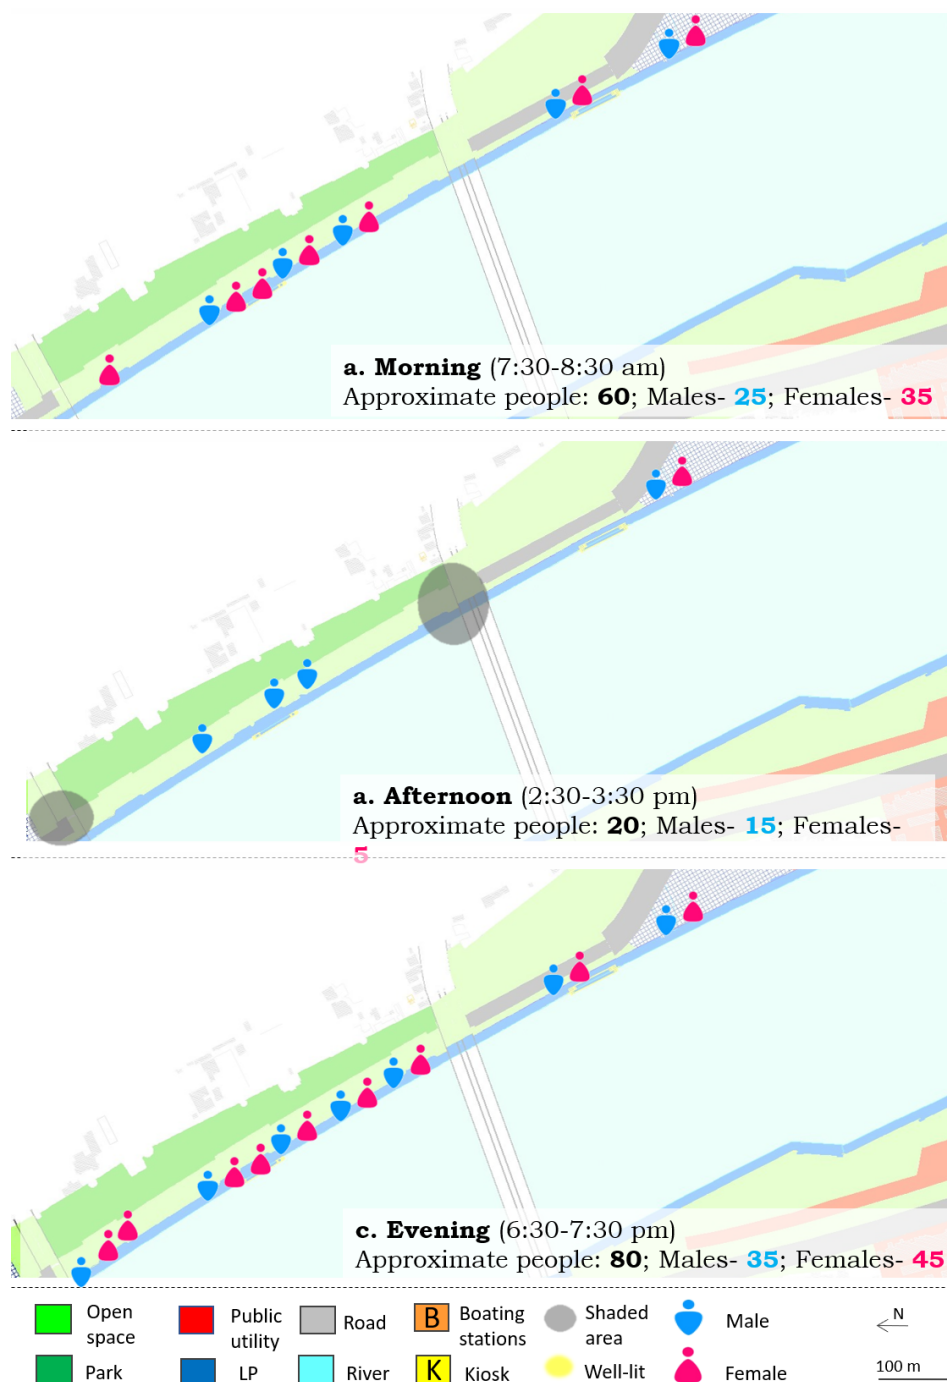 a. Morning (7:30-8:30 am)
Approximate people: 60; Males- 25; Females- 35
a. Afternoon (2:30-3:30 pm)
Approximate people: 20; Males- 15; Females-
5
c. Evening (6:30-7:30 pm)
Approximate people: 80; Males- 35; Females- 45
Open space
Public utility
Road
B Boating stations
Shaded area
Male
N
Park
LP
River
K Kiosk
Well-lit
Female
100 m